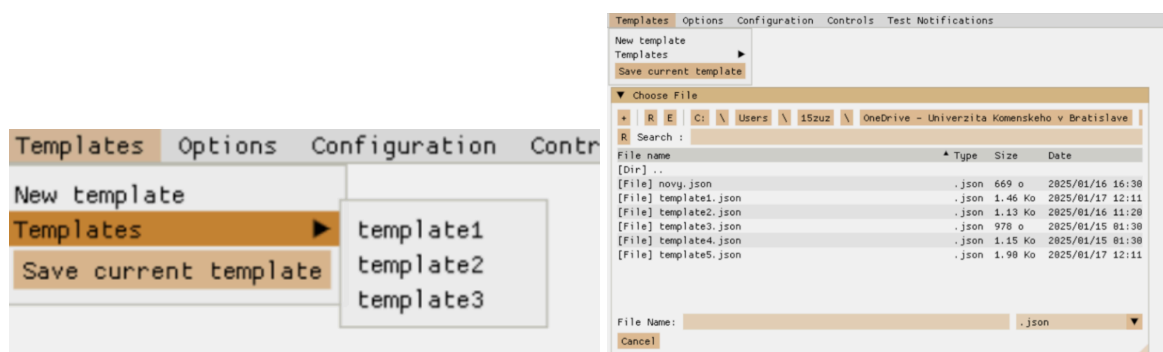 Templates Options Configuration Contr
New template
Templates ▶ template1
Save current template template2
template3
Templates Options Configuration Controls Test Notifications
New template
Templates ▶
Save current template
▼ Choose File
+ R E C: \ Users \ 15zuz \ OneDrive - Univerzita Komenskeho v Bratislave
R Search :
File name ▲ Type Size Date
[Dir] ..
[File] novy.json .json 669 o 2025/01/16 16:30
[File] template1.json .json 1.46 Ko 2025/01/17 12:11
[File] template2.json .json 1.13 Ko 2025/01/16 11:20
[File] template3.json .json 978 o 2025/01/15 01:30
[File] template4.json .json 1.15 Ko 2025/01/15 01:30
[File] template5.json .json 1.90 Ko 2025/01/17 12:11
File Name: .json ▼
Cancel